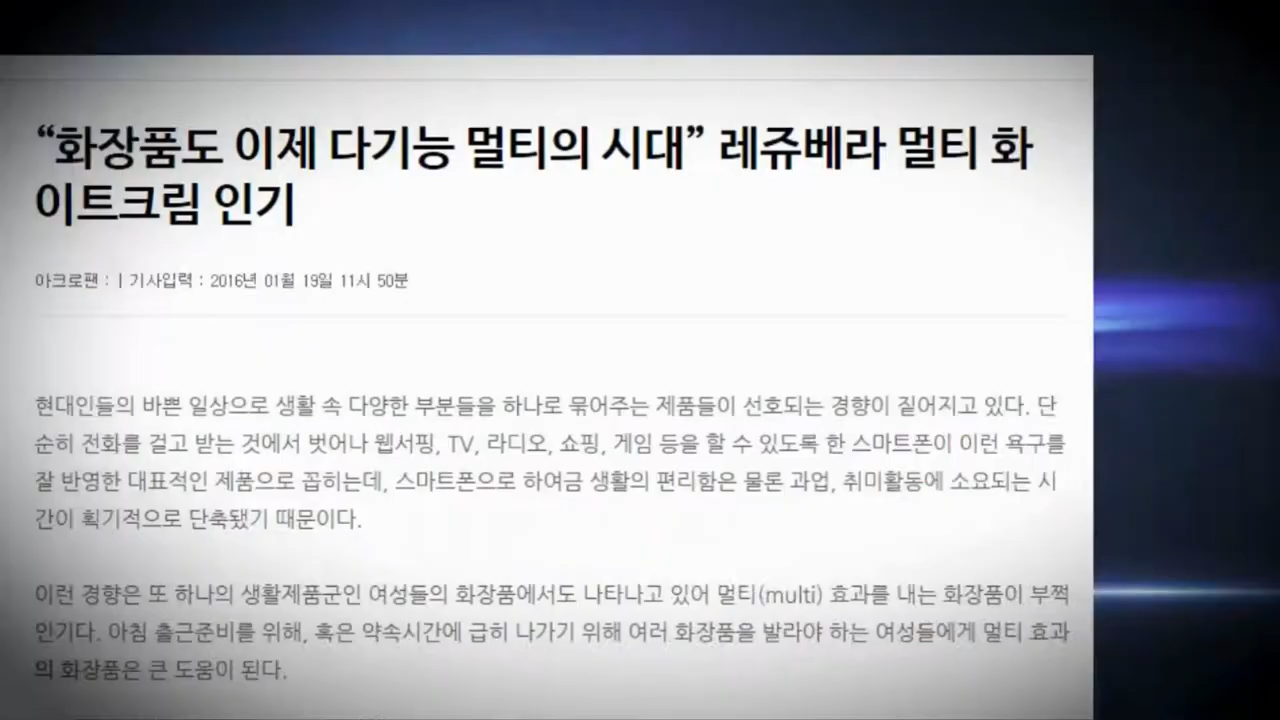 “화장품도 이제 다기능 멀티의 시대” 레쥬베라 멀티 화
이트크림 인기
아크로팬 : | 기사입력 : 2016년 01월 19일 11시 50분
현대인들의 바쁜 일상으로 생활 속 다양한 부분들을 하나로 묶어주는 제품들이 선호되는 경향이 짙어지고 있다. 단
순히 전화를 걸고 받는 것에서 벗어나 웹서핑, TV, 라디오, 쇼핑, 게임 등을 할 수 있도록 한 스마트폰이 이런 욕구를
잘 반영한 대표적인 제품으로 꼽히는데, 스마트폰으로 하여금 생활의 편리함은 물론 과업, 취미활동에 소요되는 시
간이 획기적으로 단축됐기 때문이다.
이런 경향은 또 하나의 생활제품군인 여성들의 화장품에서도 나타나고 있어 멀티(multi) 효과를 내는 화장품이 부쩍
인기다. 아침 출근준비를 위해, 혹은 약속시간에 급히 나가기 위해 여러 화장품을 발라야 하는 여성들에게 멀티 효과
의 화장품은 큰 도움이 된다.